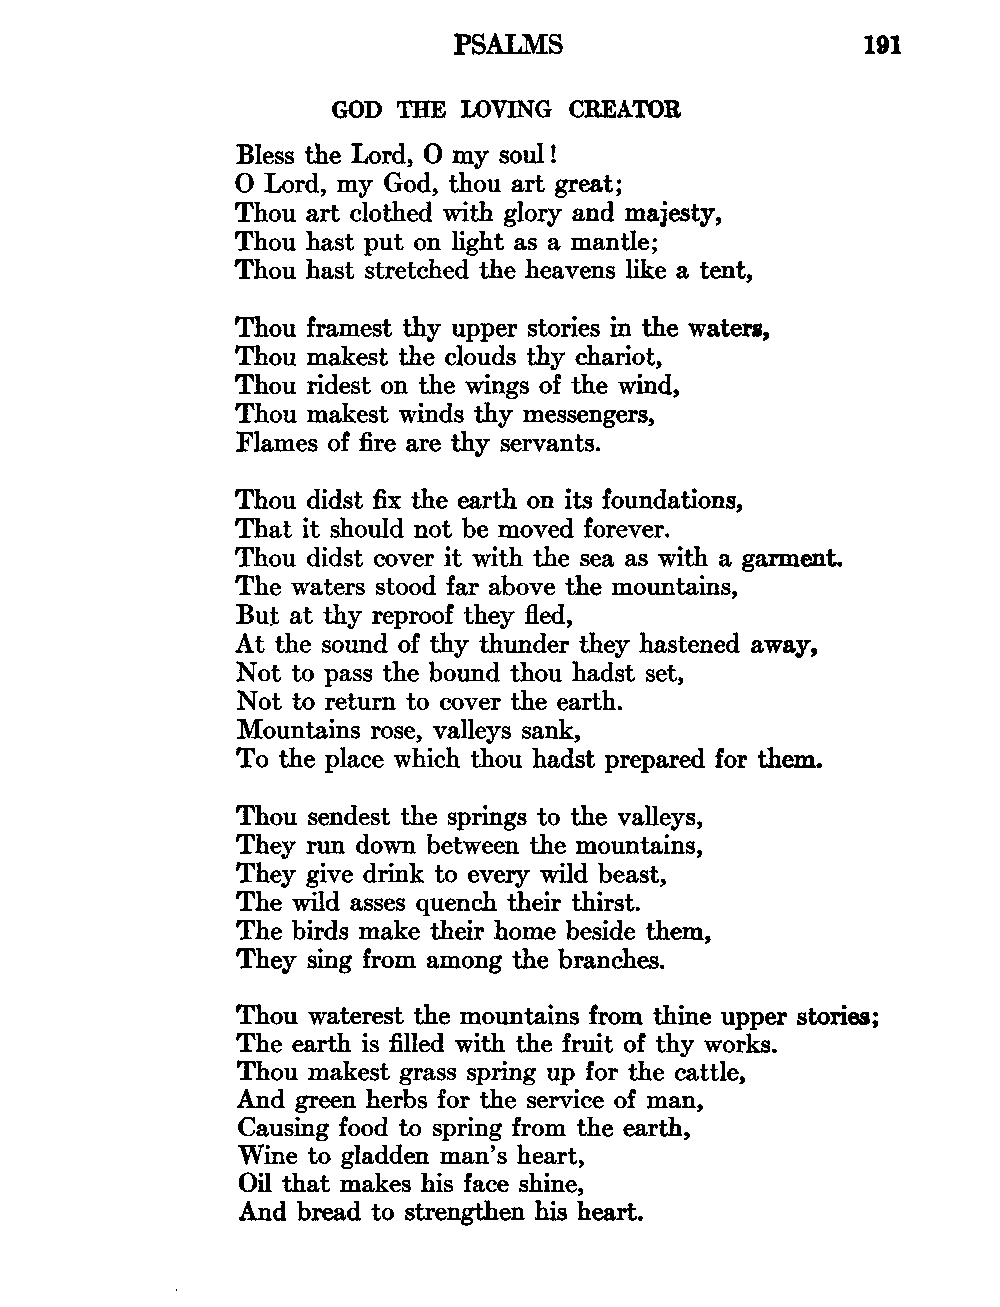 PSALMS 191
GOD THE LOVING CREATOR
Bless the Lord, O my soul!
O Lord, my God, thou art great;
Thou art clothed with glory and majesty,
Thou hast put on light as a mantle;
Thou hast stretched the heavens like a tent,
Thou framest thy upper stories in the waters,
Thou makest the clouds thy chariot,
Thou ridest on the wings of the wind,
Thou makest winds thy messengers,
Flames of fire are thy servants.
Thou didst fix the earth on its foundations,
That it should not be moved forever.
Thou didst cover it with the sea as with a garment.
The waters stood far above the mountains,
But at thy reproof they fled,
At the sound of thy thunder they hastened away,
Not to pass the bound thou hadst set,
Not to return to cover the earth.
Mountains rose, valleys sank,
To the place which thou hadst prepared for them.
Thou sendest the springs to the valleys,
They run down between the mountains,
They give drink to every wild beast,
The wild asses quench their thirst.
The birds make their home beside them,
They sing from among the branches.
Thou waterest the mountains from thine upper stories;
The earth is filled with the fruit of thy works.
Thou makest grass spring up for the cattle,
And green herbs for the service of man,
Causing food to spring from the earth,
Wine to gladden man's heart,
Oil that makes his face shine,
And bread to strengthen his heart.